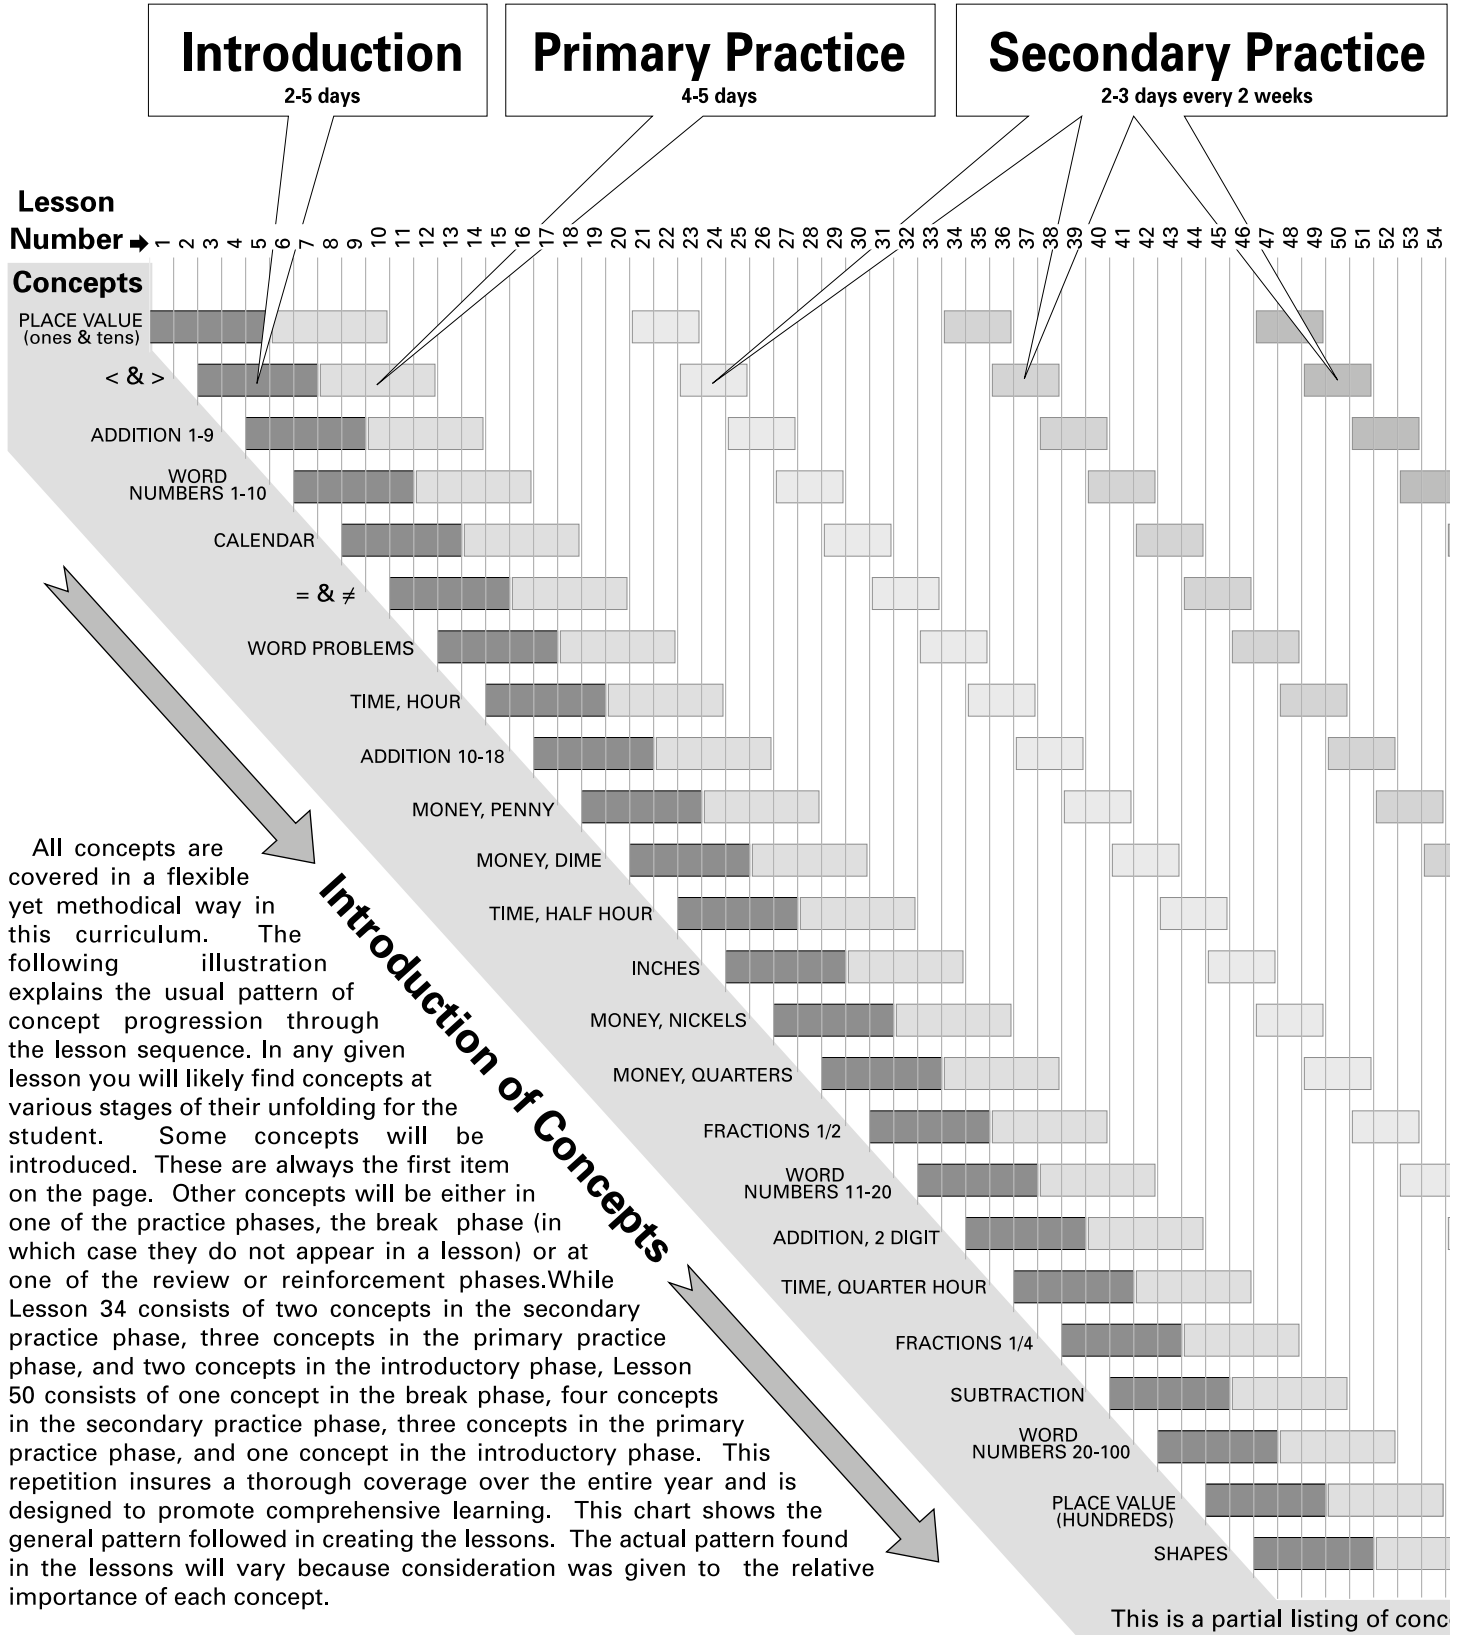 Introduction
2-5 days
Primary Practice
4-5 days
Secondary Practice
2-3 days every 2 weeks
Lesson
Number
1 2 3 4 5 6 7 8 9 10 11 12 13 14 15 16 17 18 19 20 21 22 23 24 25 26 27 28 29 30 31 32 33 34 35 36 37 38 39 40 41 42 43 44 45 46 47 48 49 50 51 52 53 54
Concepts
PLACE VALUE
(ones & tens)
< & >
ADDITION 1-9
WORD
NUMBERS 1-10
CALENDAR
= & ≠
WORD PROBLEMS
TIME, HOUR
ADDITION 10-18
MONEY, PENNY
MONEY, DIME
TIME, HALF HOUR
INCHES
MONEY, NICKELS
MONEY, QUARTERS
FRACTIONS 1/2
WORD
NUMBERS 11-20
ADDITION, 2 DIGIT
TIME, QUARTER HOUR
FRACTIONS 1/4
SUBTRACTION
WORD
NUMBERS 20-100
PLACE VALUE
(HUNDREDS)
SHAPES
Introduction of Concepts
All concepts are
covered in a flexible
yet methodical way in
this curriculum. The
following illustration
explains the usual pattern of
concept progression through
the lesson sequence. In any given
lesson you will likely find concepts at
various stages of their unfolding for the
student. Some concepts will be
introduced. These are always the first item
on the page. Other concepts will be either in
one of the practice phases, the break phase (in
which case they do not appear in a lesson) or at
one of the review or reinforcement phases.While
Lesson 34 consists of two concepts in the secondary
practice phase, three concepts in the primary practice
phase, and two concepts in the introductory phase, Lesson
50 consists of one concept in the break phase, four concepts
in the secondary practice phase, three concepts in the primary
practice phase, and one concept in the introductory phase. This
repetition insures a thorough coverage over the entire year and is
designed to promote comprehensive learning. This chart shows the
general pattern followed in creating the lessons. The actual pattern found
in the lessons will vary because consideration was given to the relative
importance of each concept.
This is a partial listing of conc